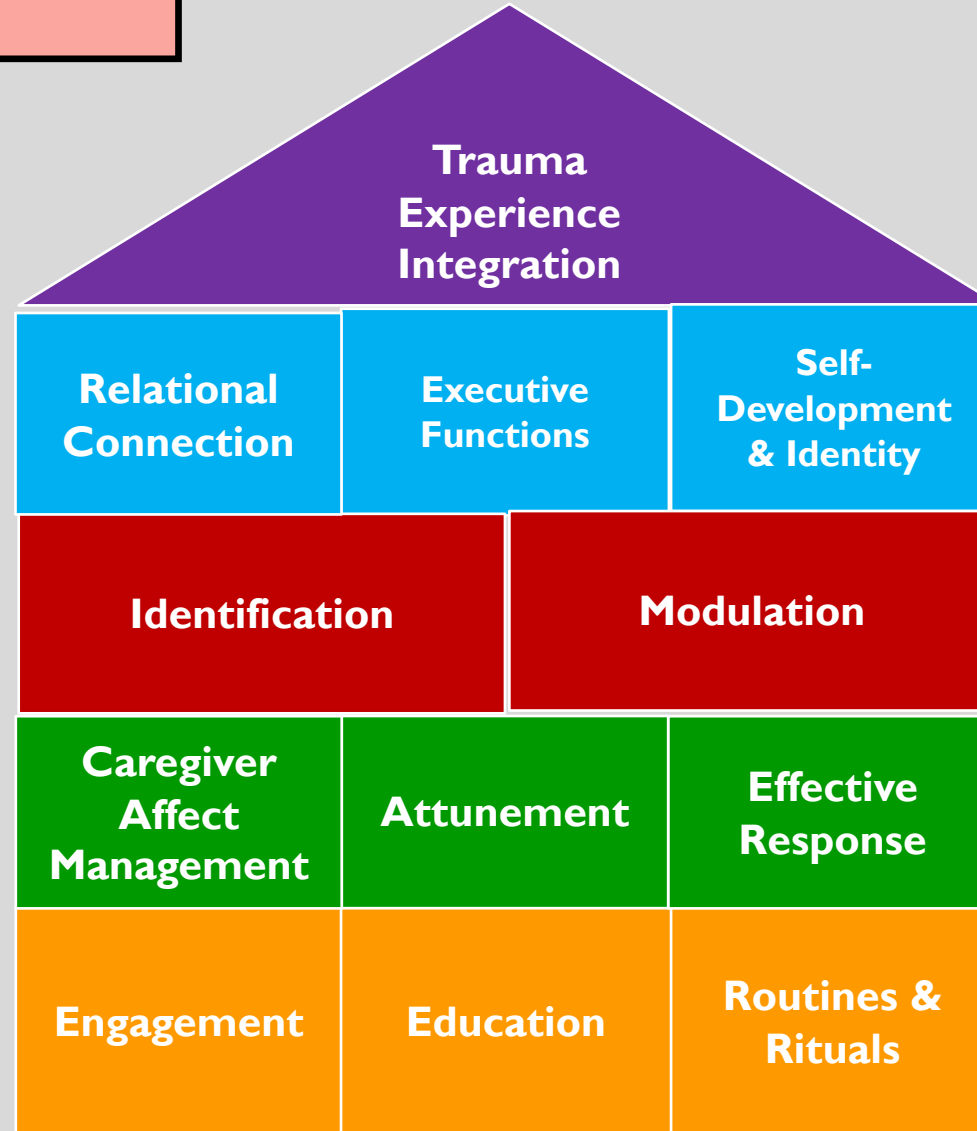 Trauma
Experience
Integration
Relational
Connection
Executive
Functions
Self-
Development
& Identity
Identification
Modulation
Caregiver
Affect
Management
Attunement
Effective
Response
Engagement
Education
Routines &
Rituals